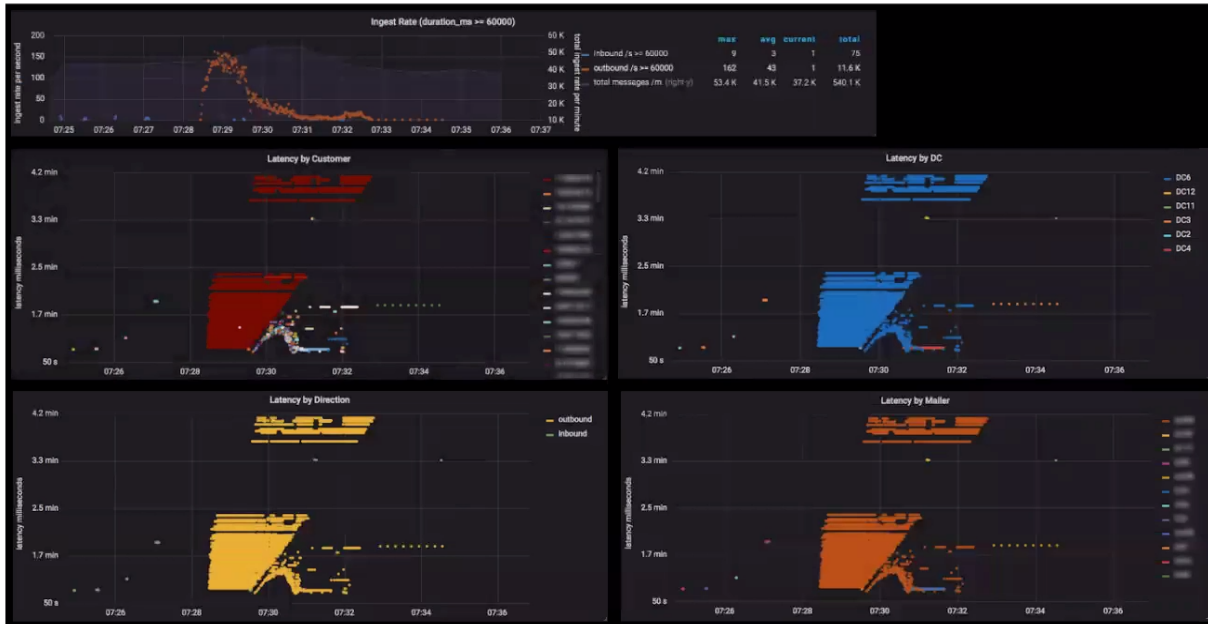 Ingest Rate (duration_ms >= 60000)
Ingest rate per second
200
150
100
50
0
07:25 07:26 07:27 07:28 07:29 07:30 07:31 07:32 07:33 07:34 07:35 07:36 07:37
60 K
50 K
40 K
30 K
20 K
10 K
total ingest rate per minute
max avg current total
inbound /s >= 60000 9 3 1 75
outbound /s >= 60000 162 43 1 11.6 K
total messages /m (right-y) 53.4 K 41.5 K 37.2 K 540.1 K
Latency by Customer
latency milliseconds
4.2 min
3.3 min
2.5 min
1.7 min
50 s
07:26 07:28 07:30 07:32 07:34 07:36
Latency by DC
latency milliseconds
4.2 min
3.3 min
2.5 min
1.7 min
50 s
07:26 07:28 07:30 07:32 07:34 07:36
DC6
DC12
DC11
DC3
DC2
DC4
Latency by Direction
latency milliseconds
4.2 min
3.3 min
2.5 min
1.7 min
50 s
07:26 07:28 07:30 07:32 07:34 07:36
outbound
inbound
Latency by Mailer
latency milliseconds
4.2 min
3.3 min
2.5 min
1.7 min
50 s
07:26 07:28 07:30 07:32 07:34 07:36